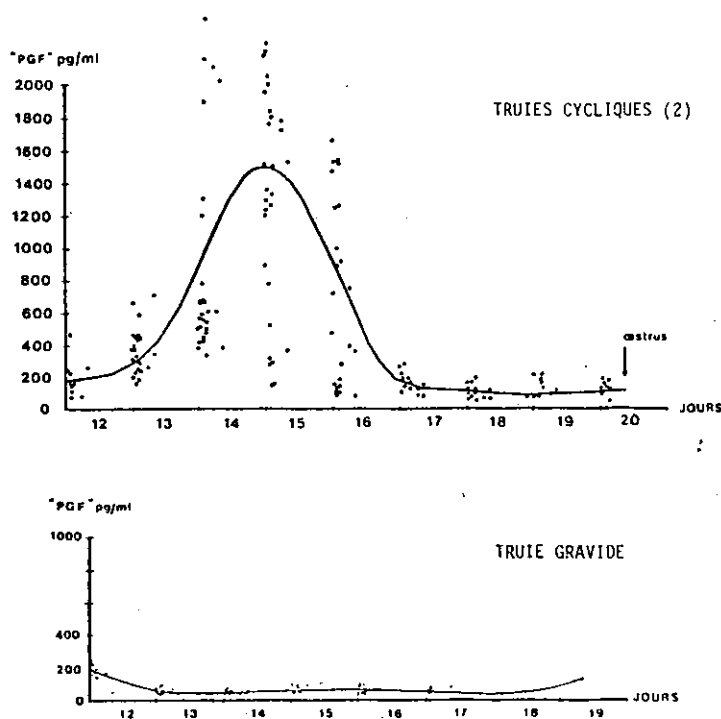 "PGF" pg/ml
2000
TRUIES CYCLIQUES (2)
1800
1600
1400
1200
1000
800
600
400
œstrus
200
0
12 13 14 15 16 17 18 19 20 JOURS
"PGF" pg/ml
1000
TRUIE GRAVIDE
400
200
0
JOURS
12 13 14 15 16 17 18 19